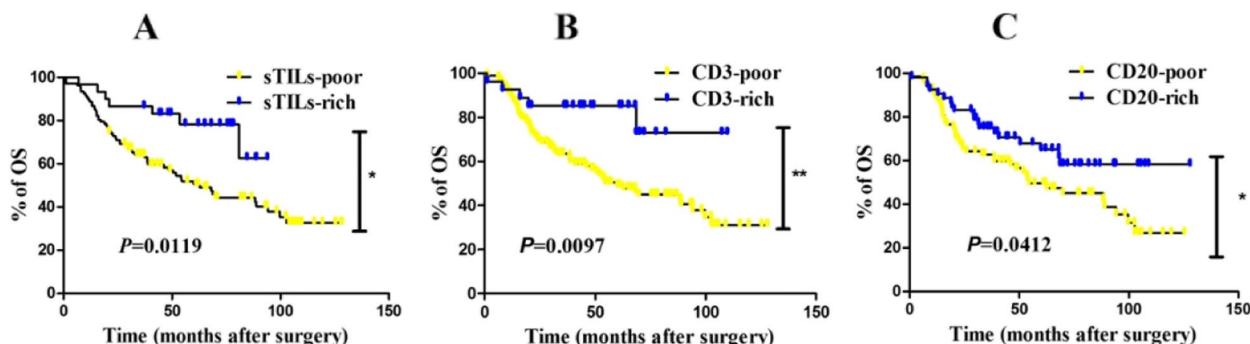 A
sTILs-poor
sTILs-rich
% of OS
100
80
60
40
20
0
*
P=0.0119
0
50
100
150
Time (months after surgery)
B
CD3-poor
CD3-rich
% of OS
100
80
60
40
20
0
**
P=0.0097
0
50
100
150
Time (months after surgery)
C
CD20-poor
CD20-rich
% of OS
100
80
60
40
20
0
*
P=0.0412
0
50
100
150
Time (months after surgery)